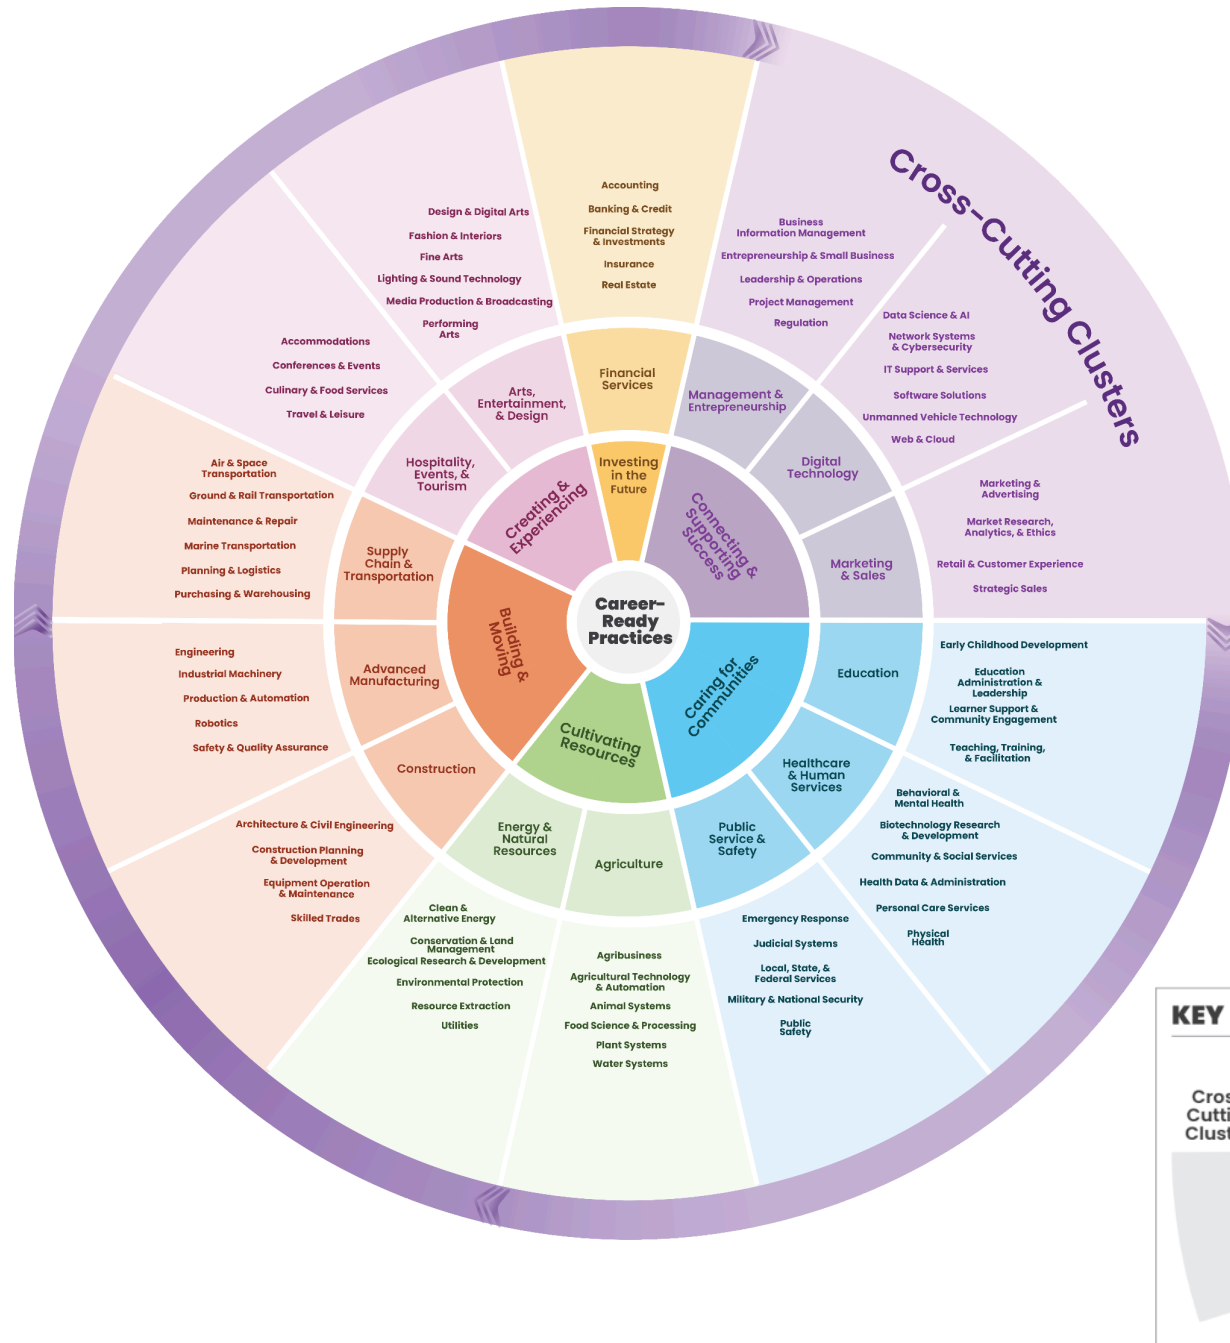 Cross-Cutting Clusters
Career-
Ready
Practices
Investing
in the
Future
Financial
Services
Accounting
Banking & Credit
Financial Strategy
& Investments
Insurance
Real Estate
Connecting &
Supporting
Success
Management &
Entrepreneurship
Business
Information Management
Entrepreneurship & Small Business
Leadership & Operations
Project Management
Regulation
Digital
Technology
Data Science & AI
Network Systems
& Cybersecurity
IT Support & Services
Software Solutions
Unmanned Vehicle Technology
Web & Cloud
Marketing
& Sales
Marketing &
Advertising
Market Research,
Analytics, & Ethics
Retail & Customer Experience
Strategic Sales
Caring for
Communities
Education
Early Childhood Development
Education
Administration &
Leadership
Learner Support &
Community Engagement
Teaching, Training,
& Facilitation
Healthcare
& Human
Services
Behavioral &
Mental Health
Biotechnology Research
& Development
Community & Social Services
Health Data & Administration
Personal Care Services
Physical
Health
Public
Service &
Safety
Emergency Response
Judicial Systems
Local, State, &
Federal Services
Military & National Security
Public
Safety
Cultivating
Resources
Agriculture
Agribusiness
Agricultural Technology
& Automation
Animal Systems
Food Science & Processing
Plant Systems
Water Systems
Energy &
Natural
Resources
Clean &
Alternative Energy
Conservation & Land
Management
Ecological Research & Development
Environmental Protection
Resource Extraction
Utilities
Building &
Moving
Construction
Architecture & Civil Engineering
Construction Planning
& Development
Equipment Operation
& Maintenance
Skilled Trades
Advanced
Manufacturing
Engineering
Industrial Machinery
Production & Automation
Robotics
Safety & Quality Assurance
Supply
Chain &
Transportation
Air & Space
Transportation
Ground & Rail Transportation
Maintenance & Repair
Marine Transportation
Planning & Logistics
Purchasing & Warehousing
Creating &
Experiencing
Hospitality,
Events, &
Tourism
Accommodations
Conferences & Events
Culinary & Food Services
Travel & Leisure
Arts,
Entertainment,
& Design
Design & Digital Arts
Fashion & Interiors
Fine Arts
Lighting & Sound Technology
Media Production & Broadcasting
Performing
Arts
KEY
Cros
Cutti
Clust